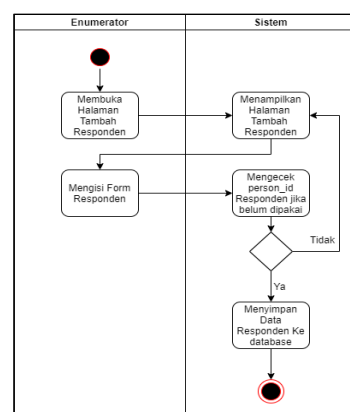 Enumerator
Sistem
Membuka
Halaman
Tambah
Responden
Menampilkan
Halaman
Tambah
Responden
Mengisi Form
Responden
Mengecek
person_id
Responden jika
belum dipakai
Tidak
Ya
Menyimpan
Data
Responden Ke
database